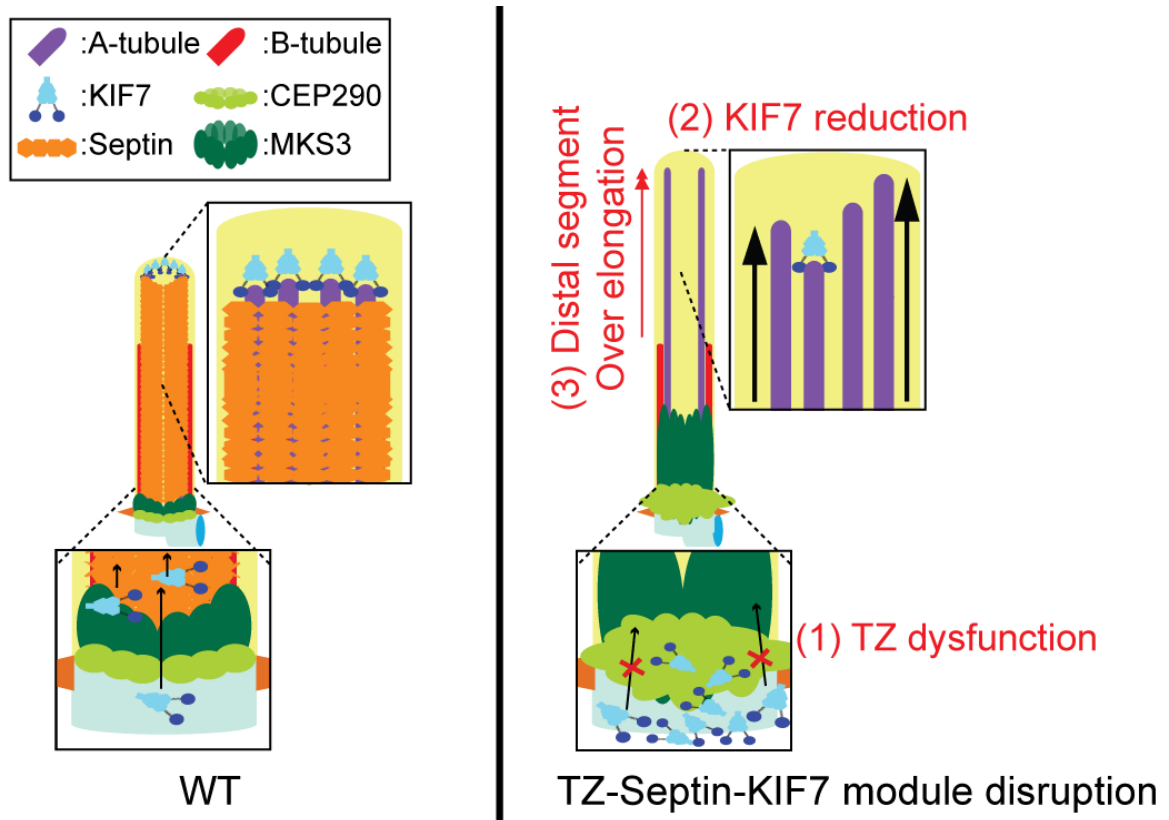 :A-tubule
:B-tubule
:KIF7
:CEP290
:Septin
:MKS3
WT
(2) KIF7 reduction
(3) Distal segment
Over elongation
(1) TZ dysfunction
TZ-Septin-KIF7 module disruption